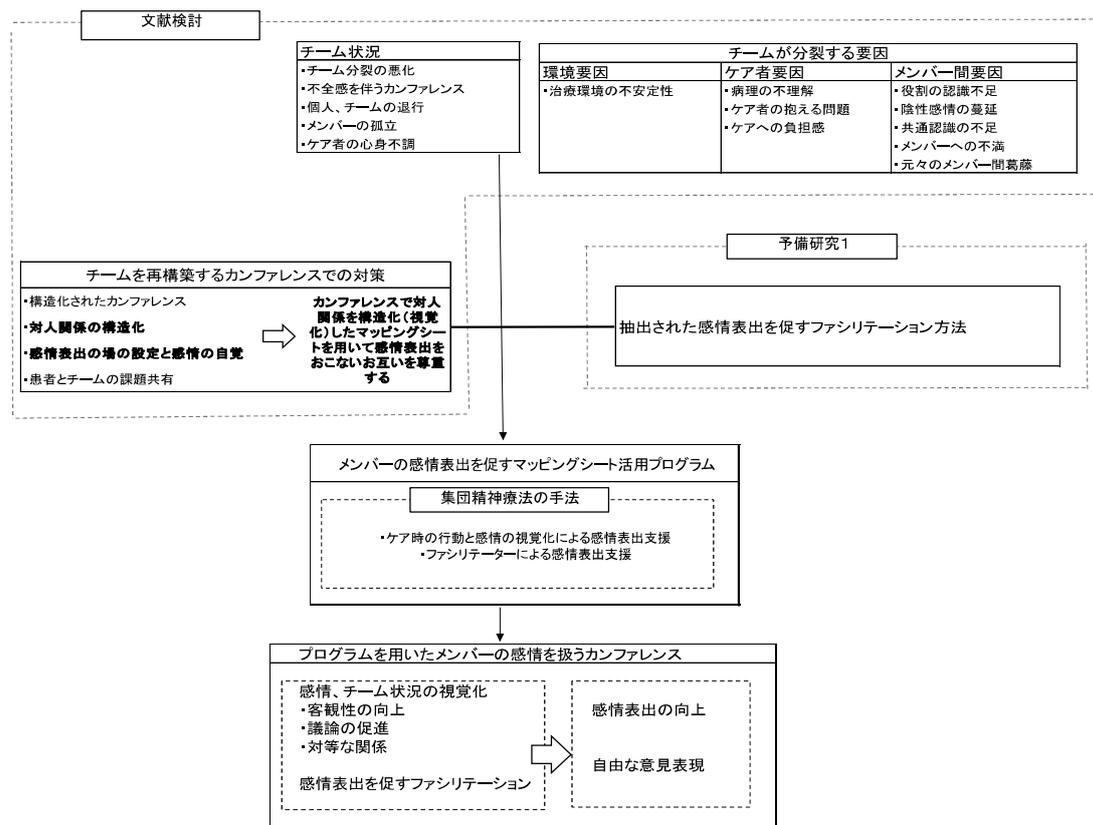 文献検討
チーム状況
・チーム分裂の悪化
・不全感を伴うカンファレンス
・個人、チームの退行
・メンバーの孤立
・ケア者の心身不調
チームが分裂する要因
環境要因
・治療環境の不安定性
ケア者要因
・病理の不理解
・ケア者の抱える問題
・ケアへの負担感
メンバー間要因
・役割の認識不足
・陰性感情の蔓延
・共通認識の不足
・メンバーへの不満
・元々のメンバー間葛藤
チームを再構築するカンファレンスでの対策
・構造化されたカンファレンス
・対人関係の構造化
・感情表出の場の設定と感情の自覚
・患者とチームの課題共有
カンファレンスで対人
関係を構造化(視覚
化)したマッピングシー
トを用いて感情表出を
おこないお互いを尊重
する
予備研究1
抽出された感情表出を促すファシリテーション方法
メンバーの感情表出を促すマッピングシート活用プログラム
集団精神療法の手法
・ケア時の行動と感情の視覚化による感情表出支援
・ファシリテーターによる感情表出支援
プログラムを用いたメンバーの感情を扱うカンファレンス
感情、チーム状況の視覚化
・客観性の向上
・議論の促進
・対等な関係
感情表出を促すファシリテーション
感情表出の向上
自由な意見表現